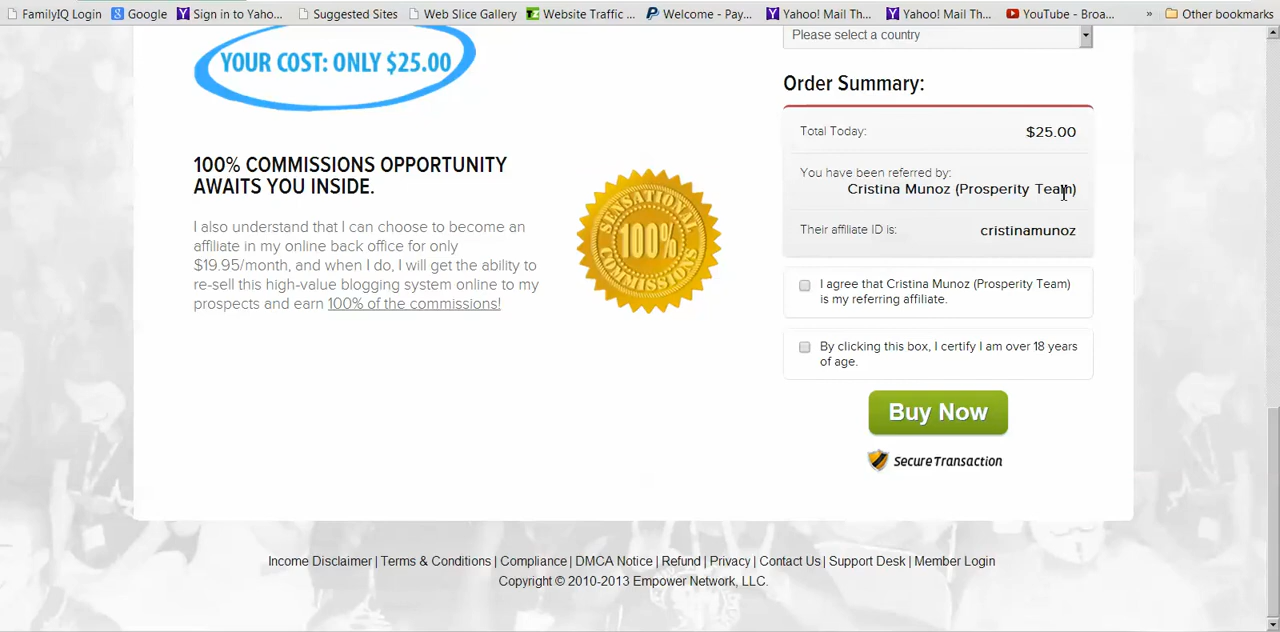 FamilyIQ Login Google Sign in to Yaho... Suggested Sites Web Slice Gallery Website Traffic ... Welcome - Pay... Yahoo! Mail Th... Yahoo! Mail Th... YouTube - Broa... » Other bookmarks
Please select a country
YOUR COST: ONLY $25.00
Order Summary:
Total Today: $25.00
You have been referred by:
Cristina Munoz (Prosperity Team)
Their affiliate ID is: cristinamunoz
100% COMMISSIONS OPPORTUNITY
AWAITS YOU INSIDE.
I also understand that I can choose to become an
affiliate in my online back office for only
$19.95/month, and when I do, I will get the ability to
re-sell this high-value blogging system online to my
prospects and earn 100% of the commissions!
SENSATIONAL
100%
COMMISSIONS
I agree that Cristina Munoz (Prosperity Team)
is my referring affiliate.
By clicking this box, I certify I am over 18 years
of age.
Buy Now
Secure Transaction
Income Disclaimer | Terms & Conditions | Compliance | DMCA Notice | Refund | Privacy | Contact Us | Support Desk | Member Login
Copyright © 2010-2013 Empower Network, LLC.